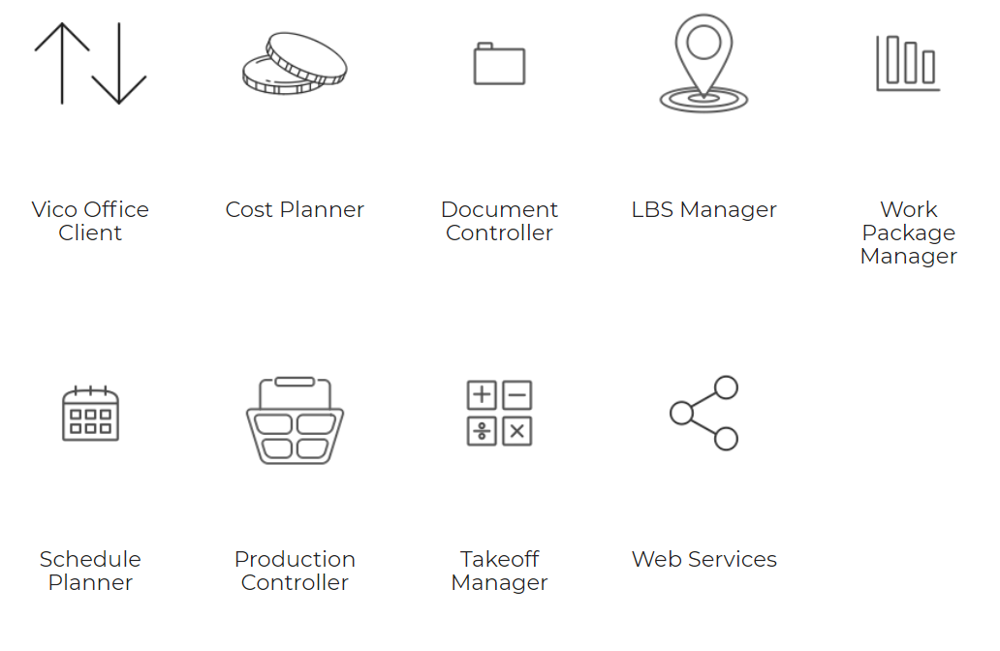 Vico Office
Client
Cost Planner
Document
Controller
LBS Manager
Work
Package
Manager
Schedule
Planner
Production
Controller
Takeoff
Manager
Web Services